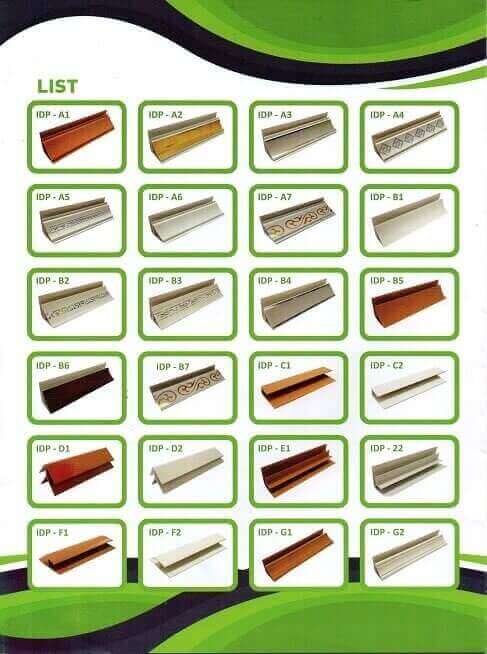 LIST
IDP - A1
IDP - A2
IDP - A3
IDP - A4
IDP - A5
IDP - A6
IDP - A7
IDP - B1
IDP - B2
IDP - B3
IDP - B4
IDP - B5
IDP - B6
iDP - B7
IDP - C1
IDP - C2
IDP - D1
IDP - D2
IDP - E1
IDP - 22
IDP - F1
IDP - F2
IDP - G1
IDP - G2